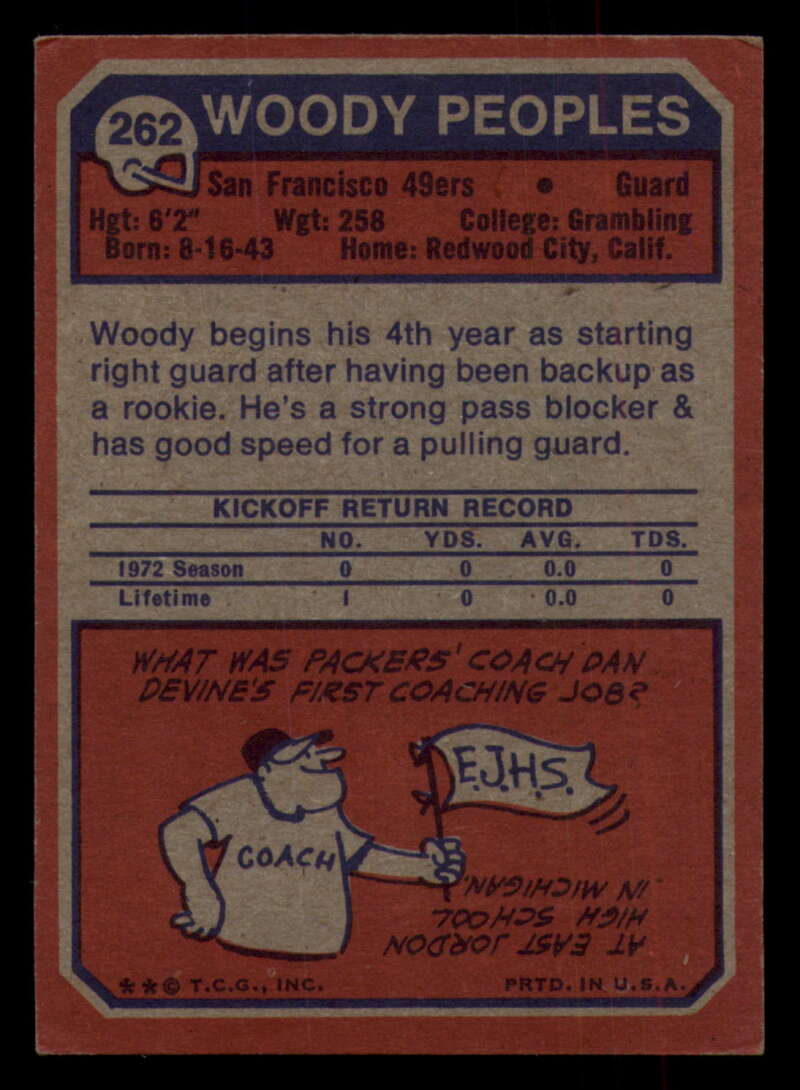 262 WOODY PEOPLES
San Francisco 49ers • Guard
Hgt: 6'2" Wgt: 258 College: Grambling
Born: 8-16-43 Home: Redwood City, Calif.
Woody begins his 4th year as starting
right guard after having been backup as
a rookie. He's a strong pass blocker &
has good speed for a pulling guard.
KICKOFF RETURN RECORD
NO. YDS. AVG. TDS.
1972 Season 0 0 0.0 0
Lifetime 1 0 0.0 0
WHAT WAS PACKERS' COACH DAN
DEVINE'S FIRST COACHING JOB?
E.J.H.S.
COACH
AT EAST JORDON
HIGH SCHOOL
IN MICHIGAN.
**© T.C.G., INC. PRTD. IN U.S.A.